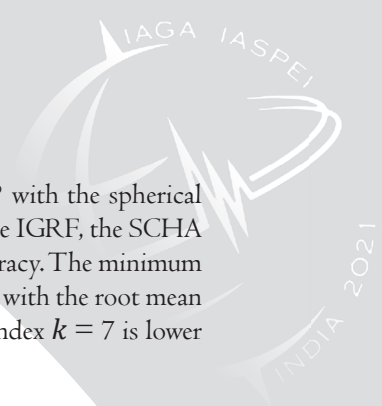 IAGA IASPEI
INDIA 2021
with the spherical
e IGRF, the SCHA
racy. The minimum
with the root mean
ndex k = 7 is lower